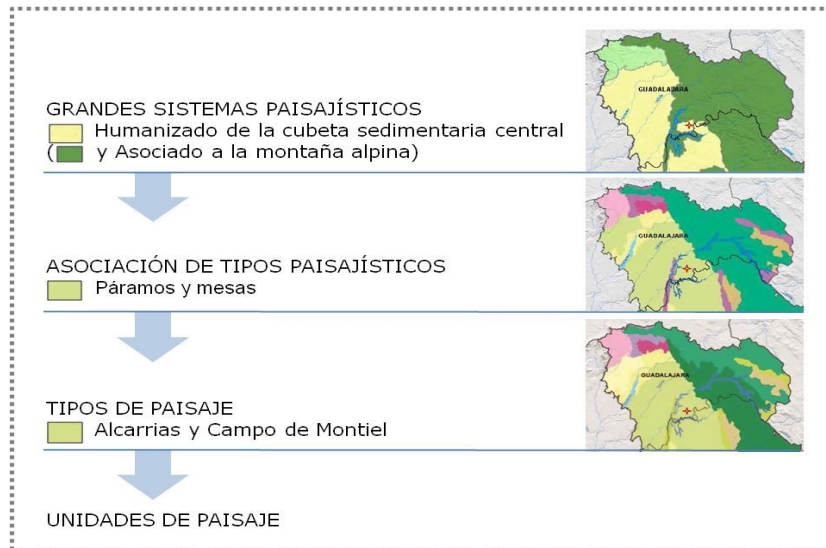 GRANDES SISTEMAS PAISAJÍSTICOS
Humanizado de la cubeta sedimentaria central
( y Asociado a la montaña alpina)
GUADALAJARA
ASOCIACIÓN DE TIPOS PAISAJÍSTICOS
Páramos y mesas
GUADALAJARA
TIPOS DE PAISAJE
Alcarrias y Campo de Montiel
GUADALAJARA
UNIDADES DE PAISAJE